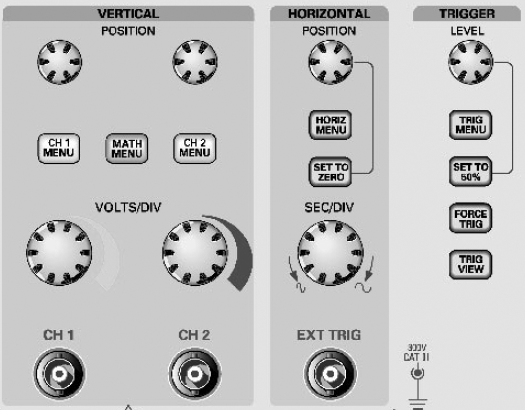 VERTICAL
POSITION
CH 1
MENU
MATH
MENU
CH 2
MENU
VOLTS/DIV
CH 1
CH 2
HORIZONTAL
POSITION
HORIZ
MENU
SET TO
ZERO
SEC/DIV
EXT TRIG
TRIGGER
LEVEL
TRIG
MENU
SET TO
50%
FORCE
TRIG
TRIG
VIEW
300V
CAT II